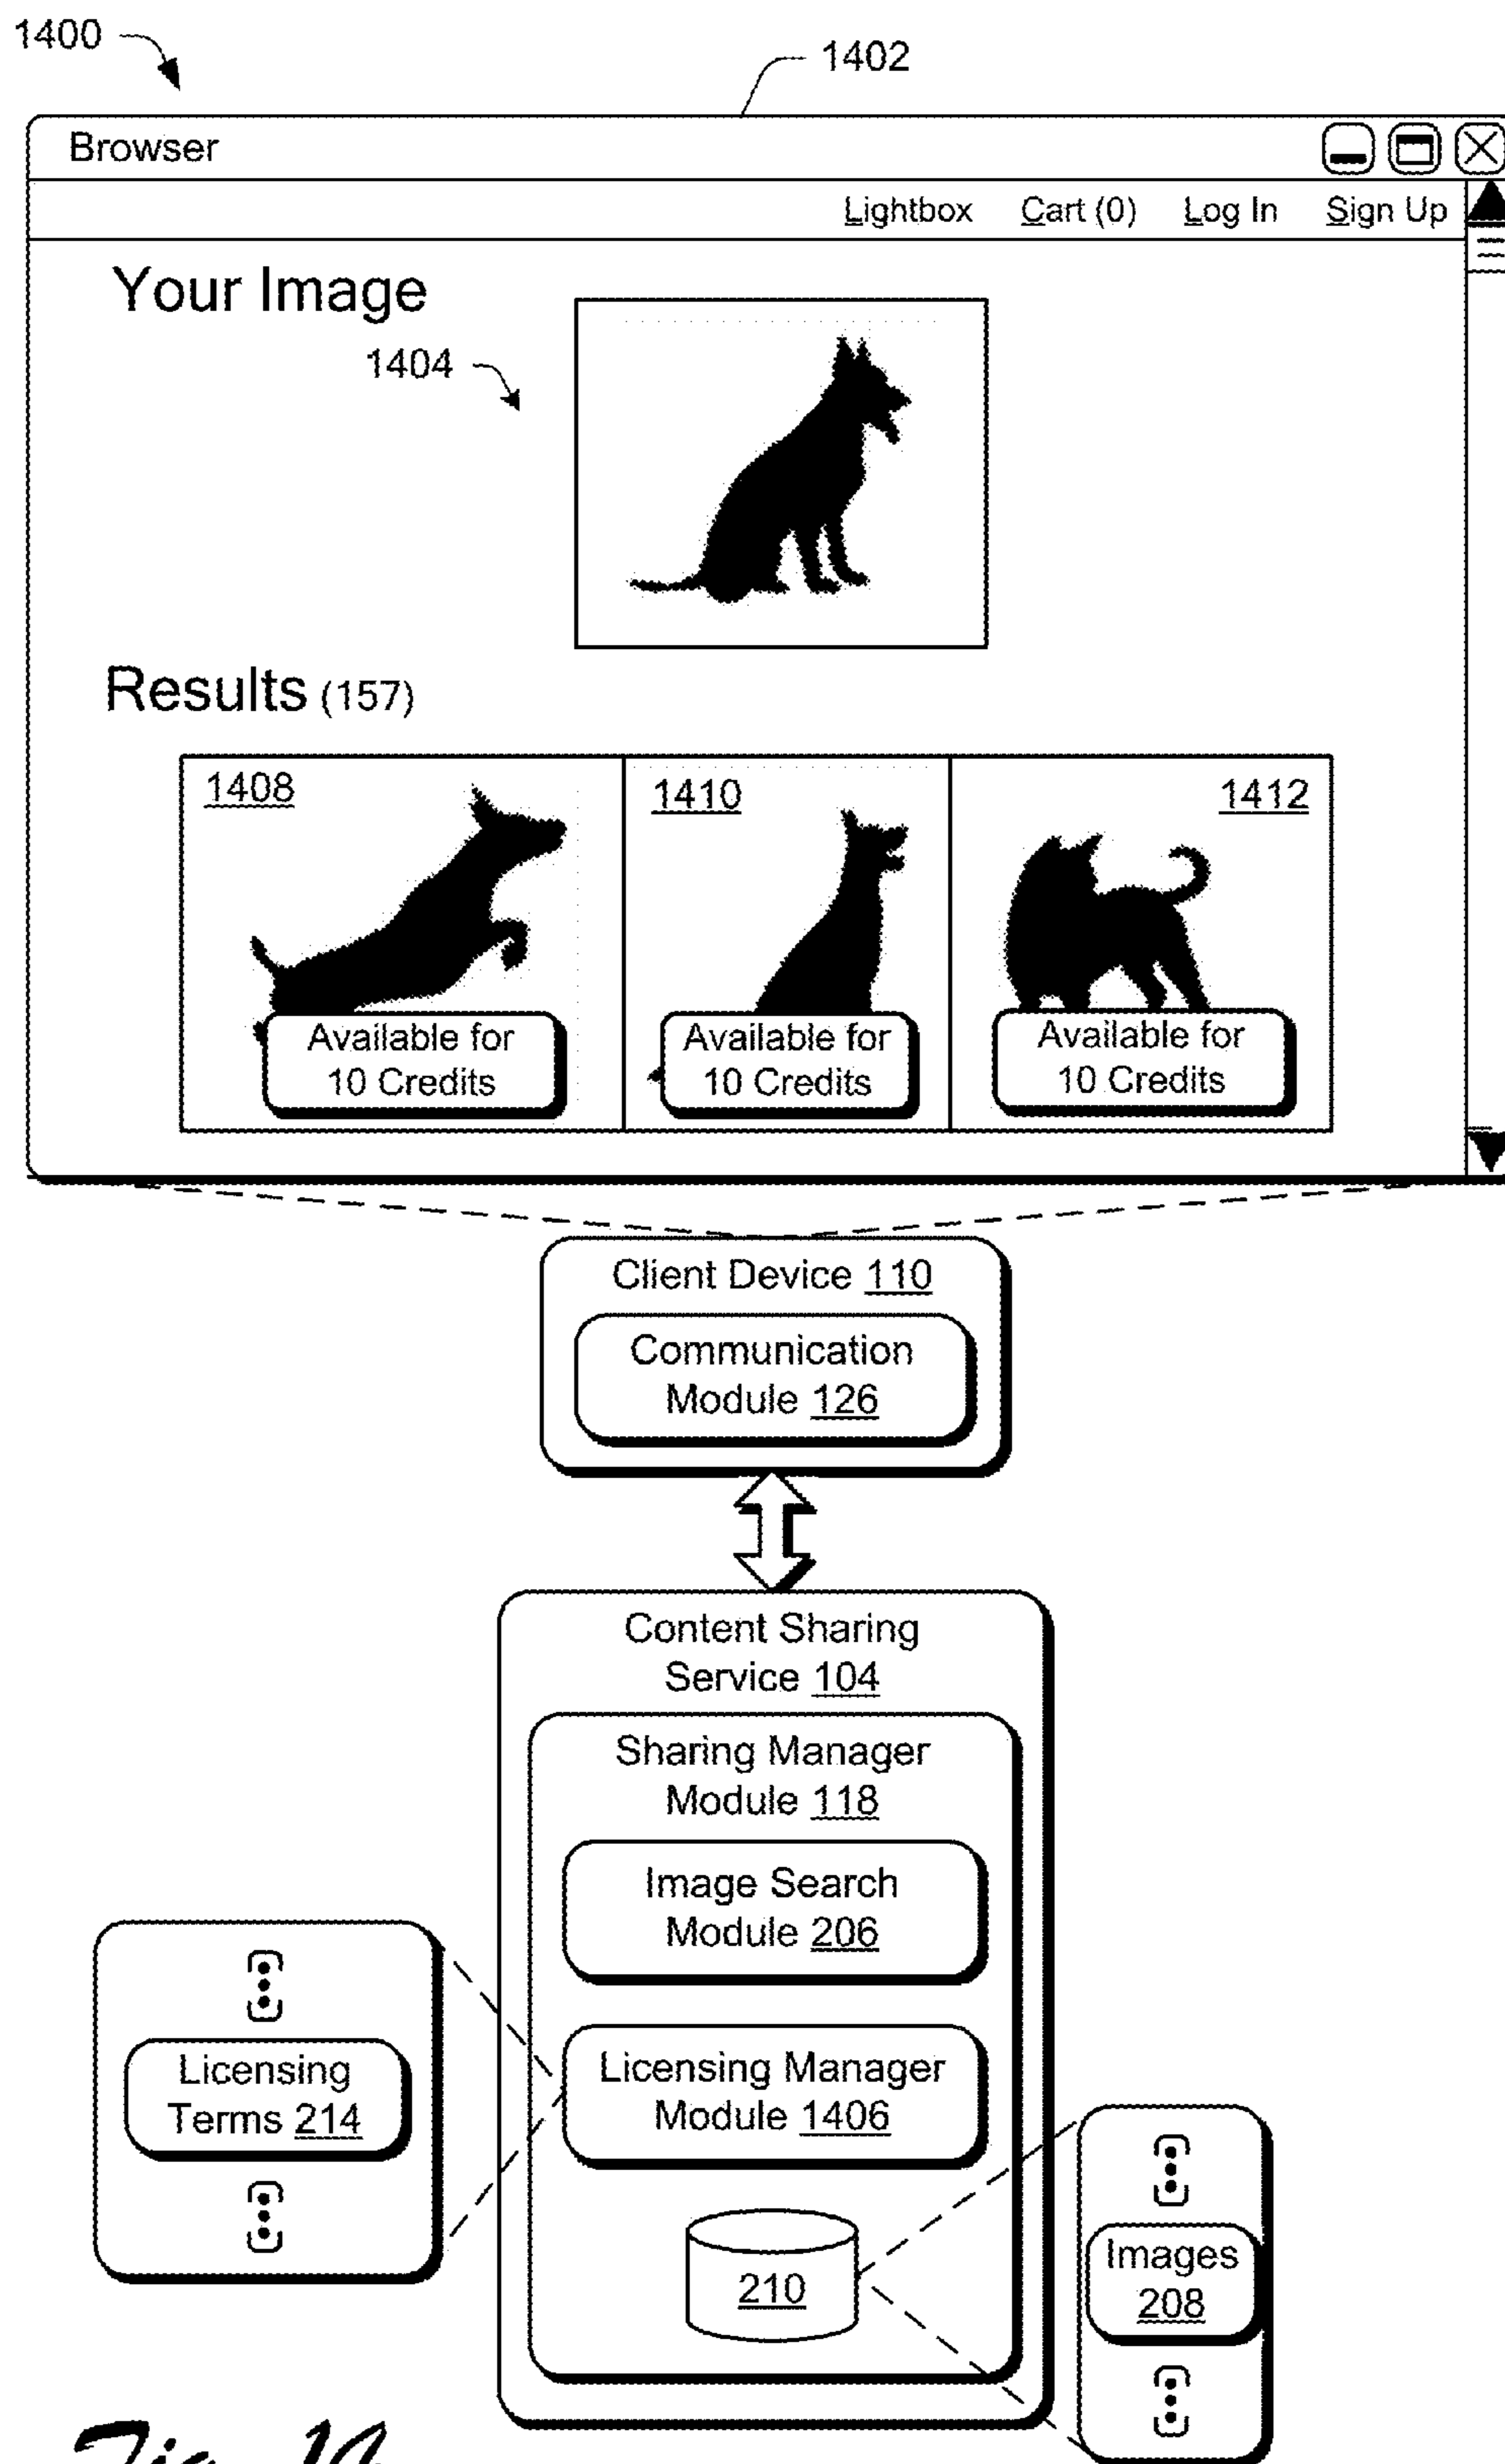 1400
1402
Browser
Lightbox Cart (0) Log In Sign Up
Your Image
1404
Results (157)
1408 1410 1412
Available for
10 Credits
Available for
10 Credits
Available for
10 Credits
Client Device 110
Communication
Module 126
Content Sharing
Service 104
Sharing Manager
Module 118
Image Search
Module 206
Licensing
Terms 214
Licensing Manager
Module 1406
210
Images
208
Fig. 14